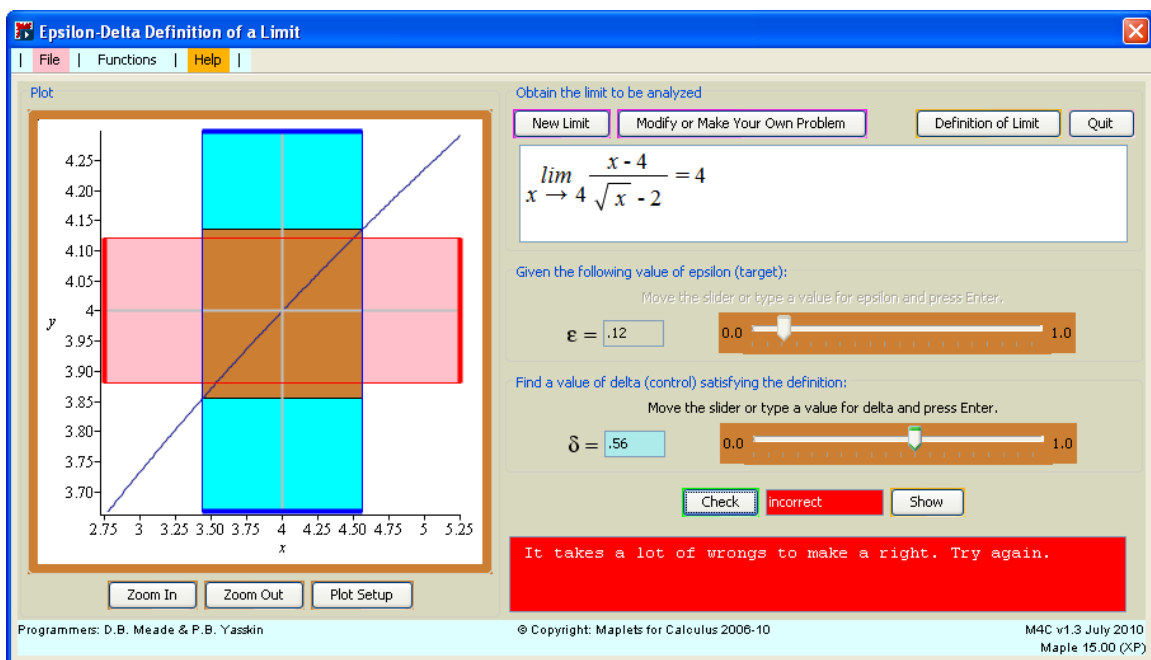 Epsilon-Delta Definition of a Limit
| File | Functions | Help |
Plot
4.25
4.20
4.15
4.10
4.05
4
3.95
3.90
3.85
3.80
3.75
3.70
y
2.75 3 3.25 3.50 3.75 4 4.25 4.50 4.75 5 5.25
x
Zoom In Zoom Out Plot Setup
Obtain the limit to be analyzed
New Limit Modify or Make Your Own Problem Definition of Limit Quit
lim x → 4 (x - 4)/(√x - 2) = 4
Given the following value of epsilon (target):
Move the slider or type a value for epsilon and press Enter.
ε = .12 0.0 1.0
Find a value of delta (control) satisfying the definition:
Move the slider or type a value for delta and press Enter.
δ = .56 0.0 1.0
Check incorrect Show
It takes a lot of wrongs to make a right. Try again.
Programmers: D.B. Meade & P.B. Yasskin © Copyright: Maplets for Calculus 2006-10 M4C v1.3 July 2010
Maple 15.00 (XP)